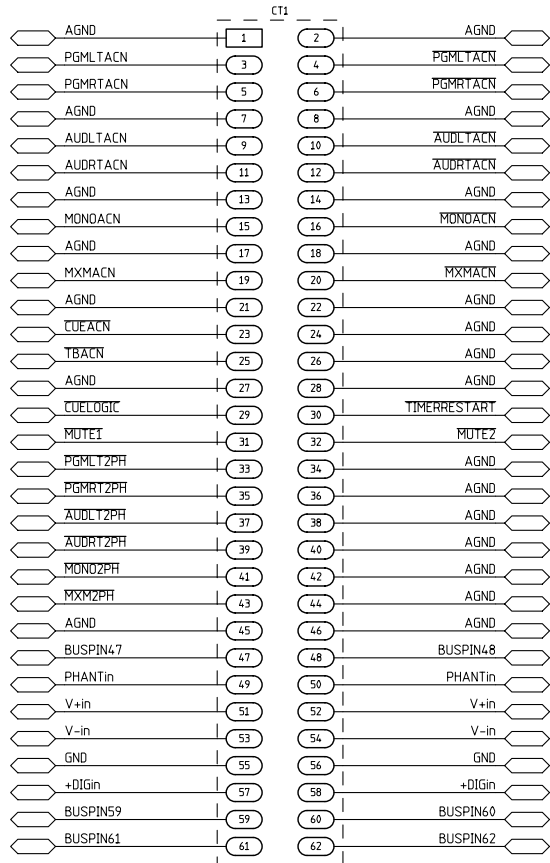 CT1
AGND 1 2 AGND
PGMLTACN 3 4 PGMLTACN
PGMRTACN 5 6 PGMRTACN
AGND 7 8 AGND
AUDLTACN 9 10 AUDLTACN
AUDRTACN 11 12 AUDRTACN
AGND 13 14 AGND
MONOACN 15 16 MONOACN
AGND 17 18 AGND
MXMACN 19 20 MXMACN
AGND 21 22 AGND
CUEACN 23 24 AGND
TBACN 25 26 AGND
AGND 27 28 AGND
CUELOGIC 29 30 TIMERRESTART
MUTE1 31 32 MUTE2
PGMLT2PH 33 34 AGND
PGMRT2PH 35 36 AGND
AUDLT2PH 37 38 AGND
AUDRT2PH 39 40 AGND
MONO2PH 41 42 AGND
MXM2PH 43 44 AGND
AGND 45 46 AGND
BUSPIN47 47 48 BUSPIN48
PHANTin 49 50 PHANTin
V+in 51 52 V+in
V-in 53 54 V-in
GND 55 56 GND
+DIGin 57 58 +DIGin
BUSPIN59 59 60 BUSPIN60
BUSPIN61 61 62 BUSPIN62